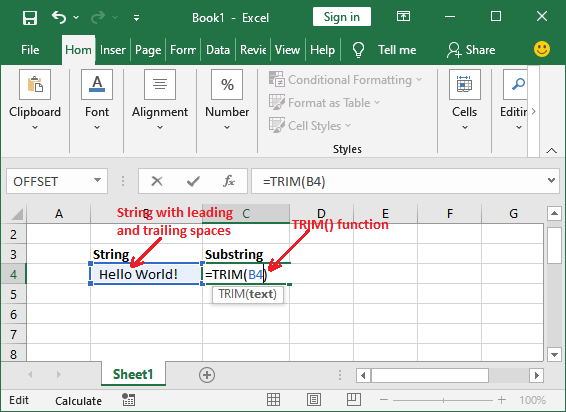 Book1 - Excel
Sign in
File Hom Inser Page Form Data Revie View Help Tell me Share
Clipboard Font Alignment Number Conditional Formatting Cells Editin
Format as Table
Cell Styles
Styles
OFFSET fx =TRIM(B4)
A B C D E F G
String with leading
and trailing spaces
TRIM() function
2
3 String Substring
4 Hello World! =TRIM(B4)
TRIM(text)
5
6
7
8
Sheet1
Edit Calculate 100%